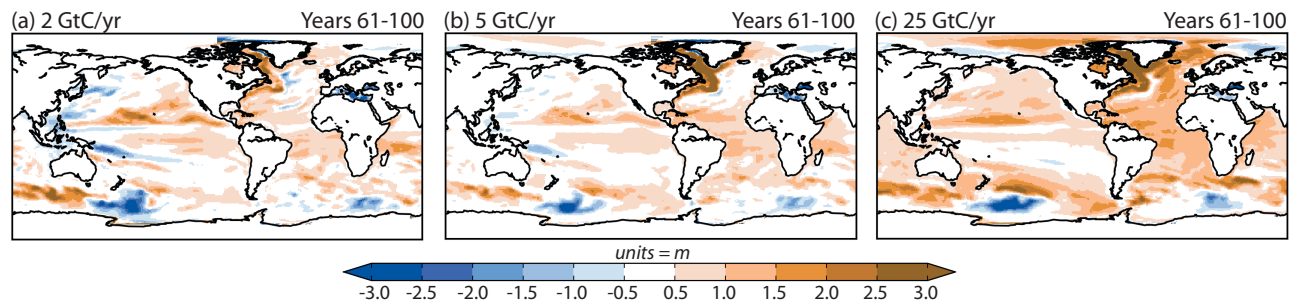 (a) 2 GtC/yr Years 61-100 (b) 5 GtC/yr Years 61-100 (c) 25 GtC/yr Years 61-100
units = m
-3.0 -2.5 -2.0 -1.5 -1.0 -0.5 0.5 1.0 1.5 2.0 2.5 3.0